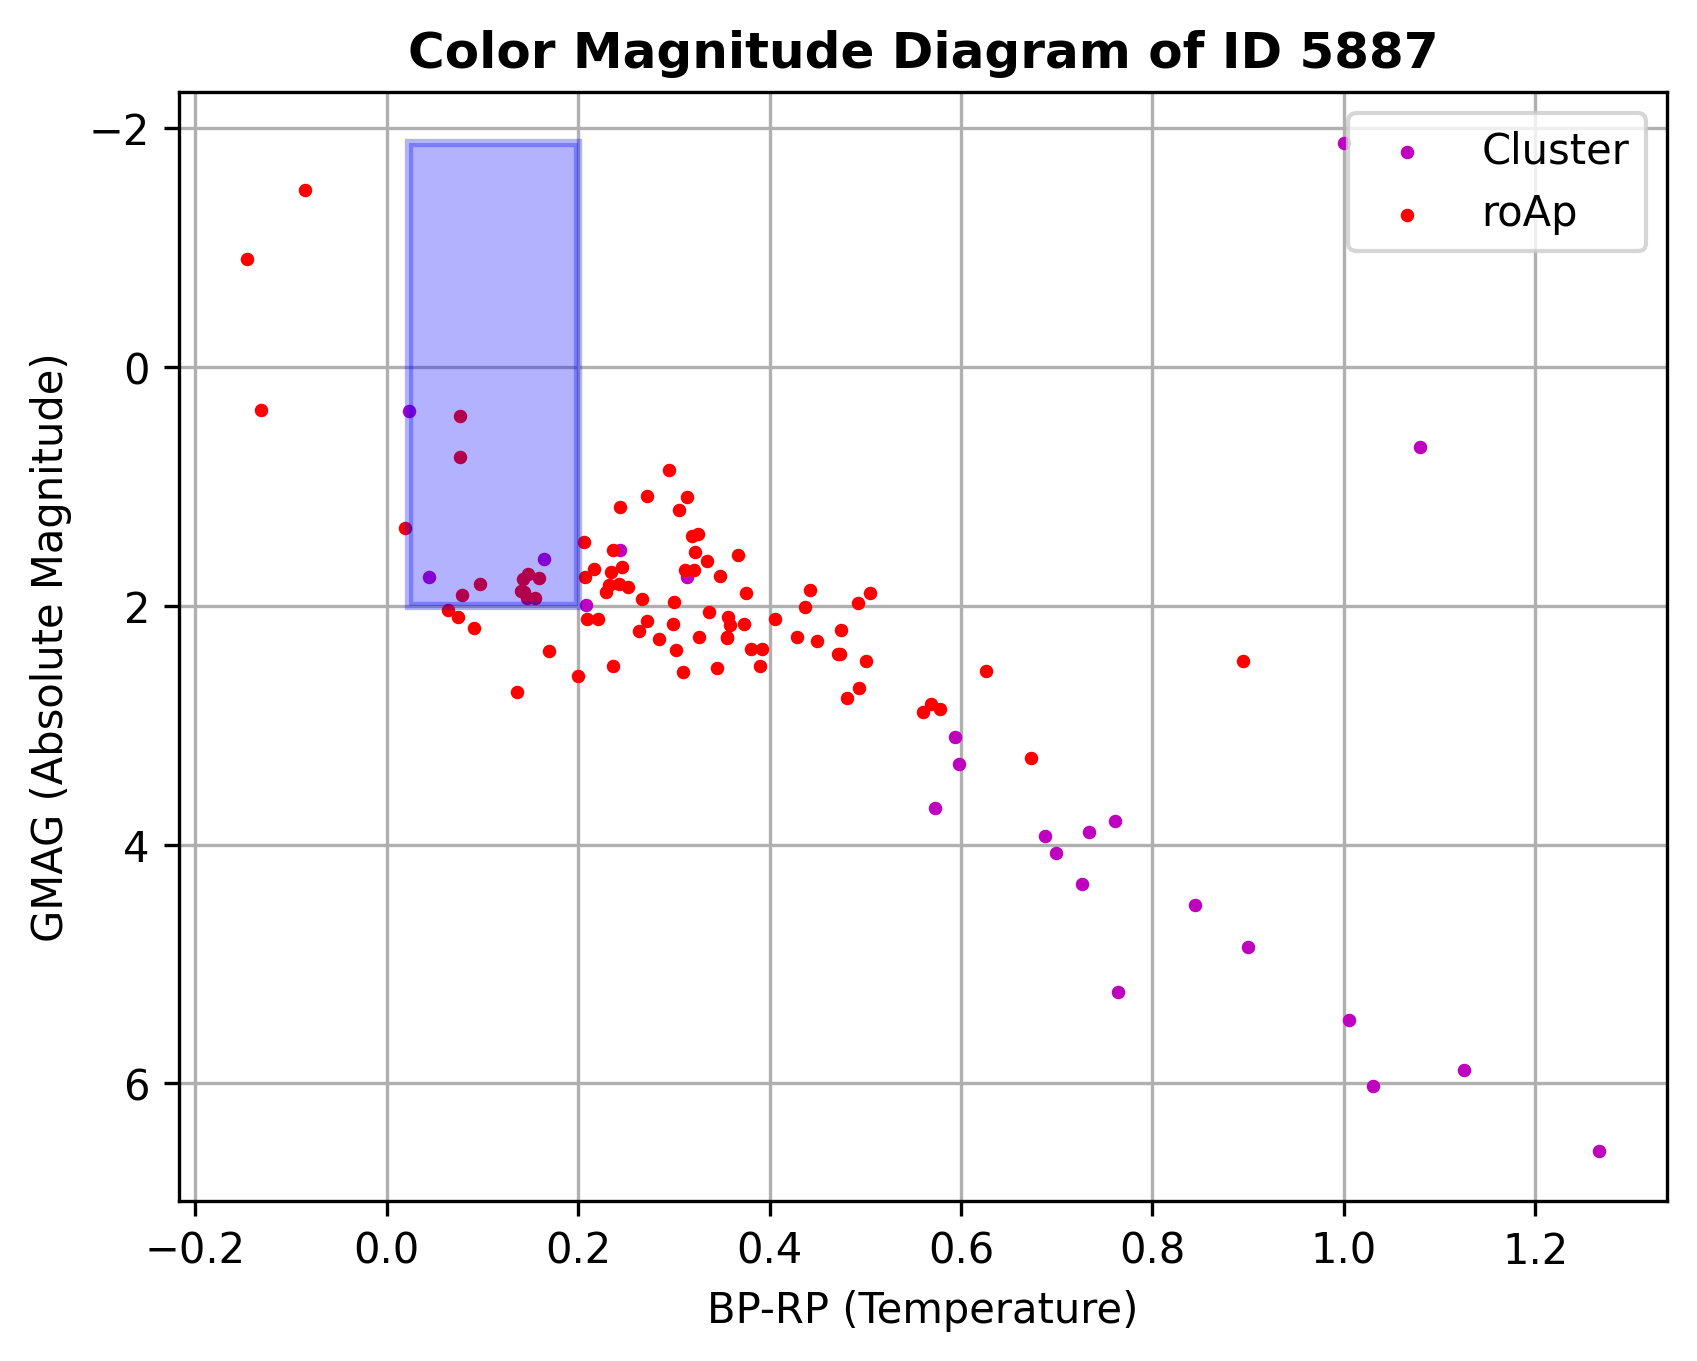 Color Magnitude Diagram of ID 5887
Cluster
roAp
GMAG (Absolute Magnitude)
−2
0
2
4
6
−0.2 0.0 0.2 0.4 0.6 0.8 1.0 1.2
BP-RP (Temperature)